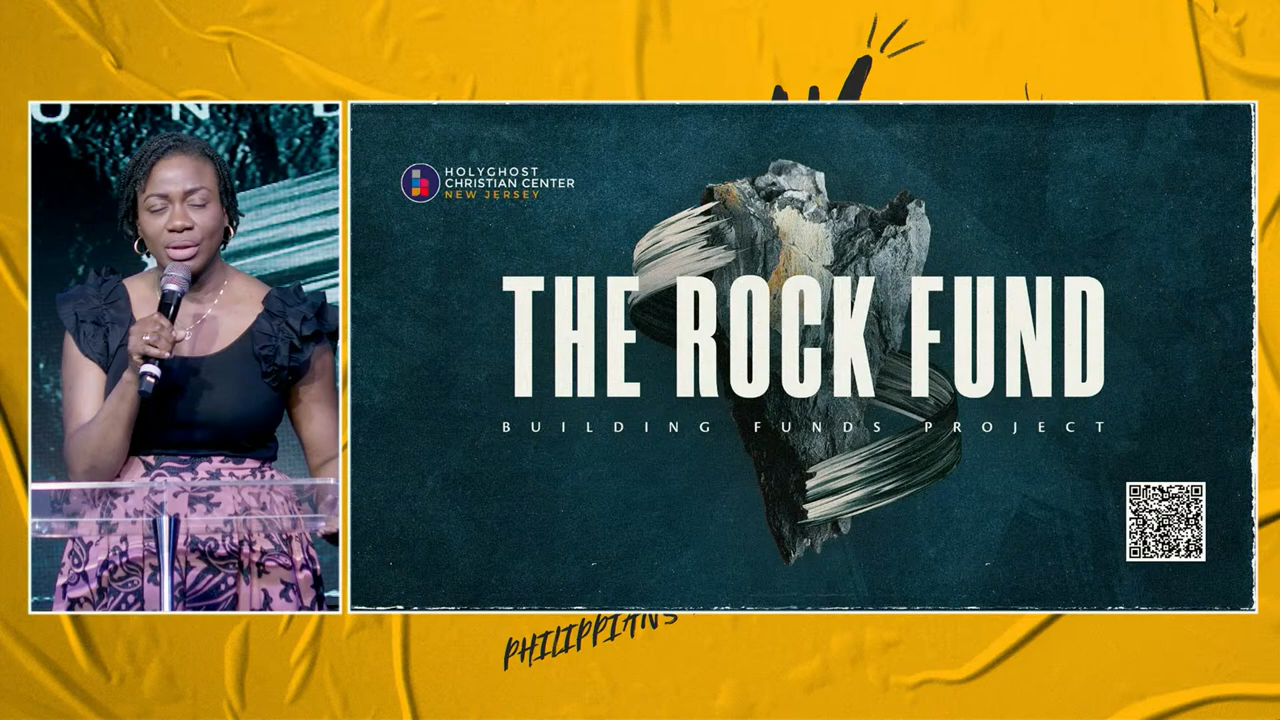 U N D
HOLYGHOST
CHRISTIAN CENTER
NEW JERSEY
THE ROCK FUND
BUILDING FUNDS PROJECT
PHILIPPIANS